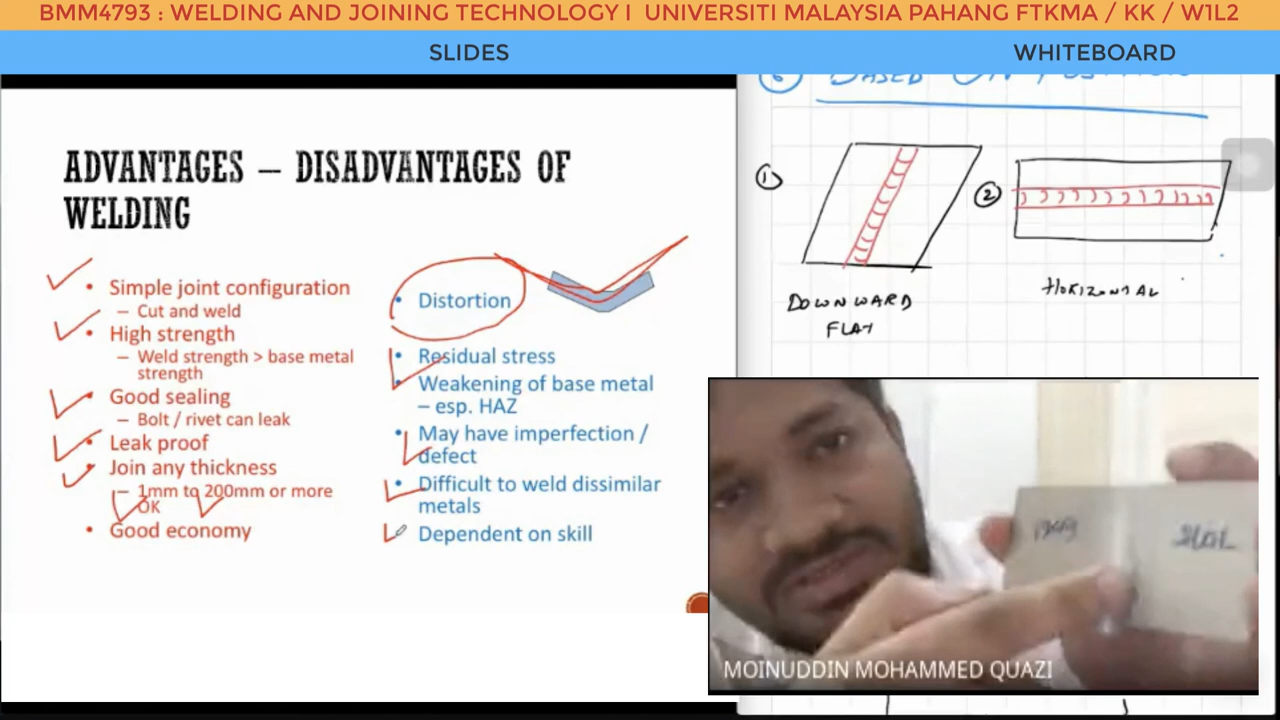 BMM4793 : WELDING AND JOINING TECHNOLOGY I UNIVERSITI MALAYSIA PAHANG FTKMA / KK / W1L2
SLIDES
WHITEBOARD
ADVANTAGES – DISADVANTAGES OF
WELDING
• Simple joint configuration
– Cut and weld
• High strength
– Weld strength > base metal
strength
• Good sealing
– Bolt / rivet can leak
• Leak proof
• Join any thickness
– 1mm to 200mm or more
OK
• Good economy
• Distortion
• Residual stress
• Weakening of base metal
– esp. HAZ
• May have imperfection /
defect
• Difficult to weld dissimilar
metals
• Dependent on skill
6 BASED ON POSITION
1
DOWNWARD
FLAT
2
HORIZONTAL
MOINUDDIN MOHAMMED QUAZI